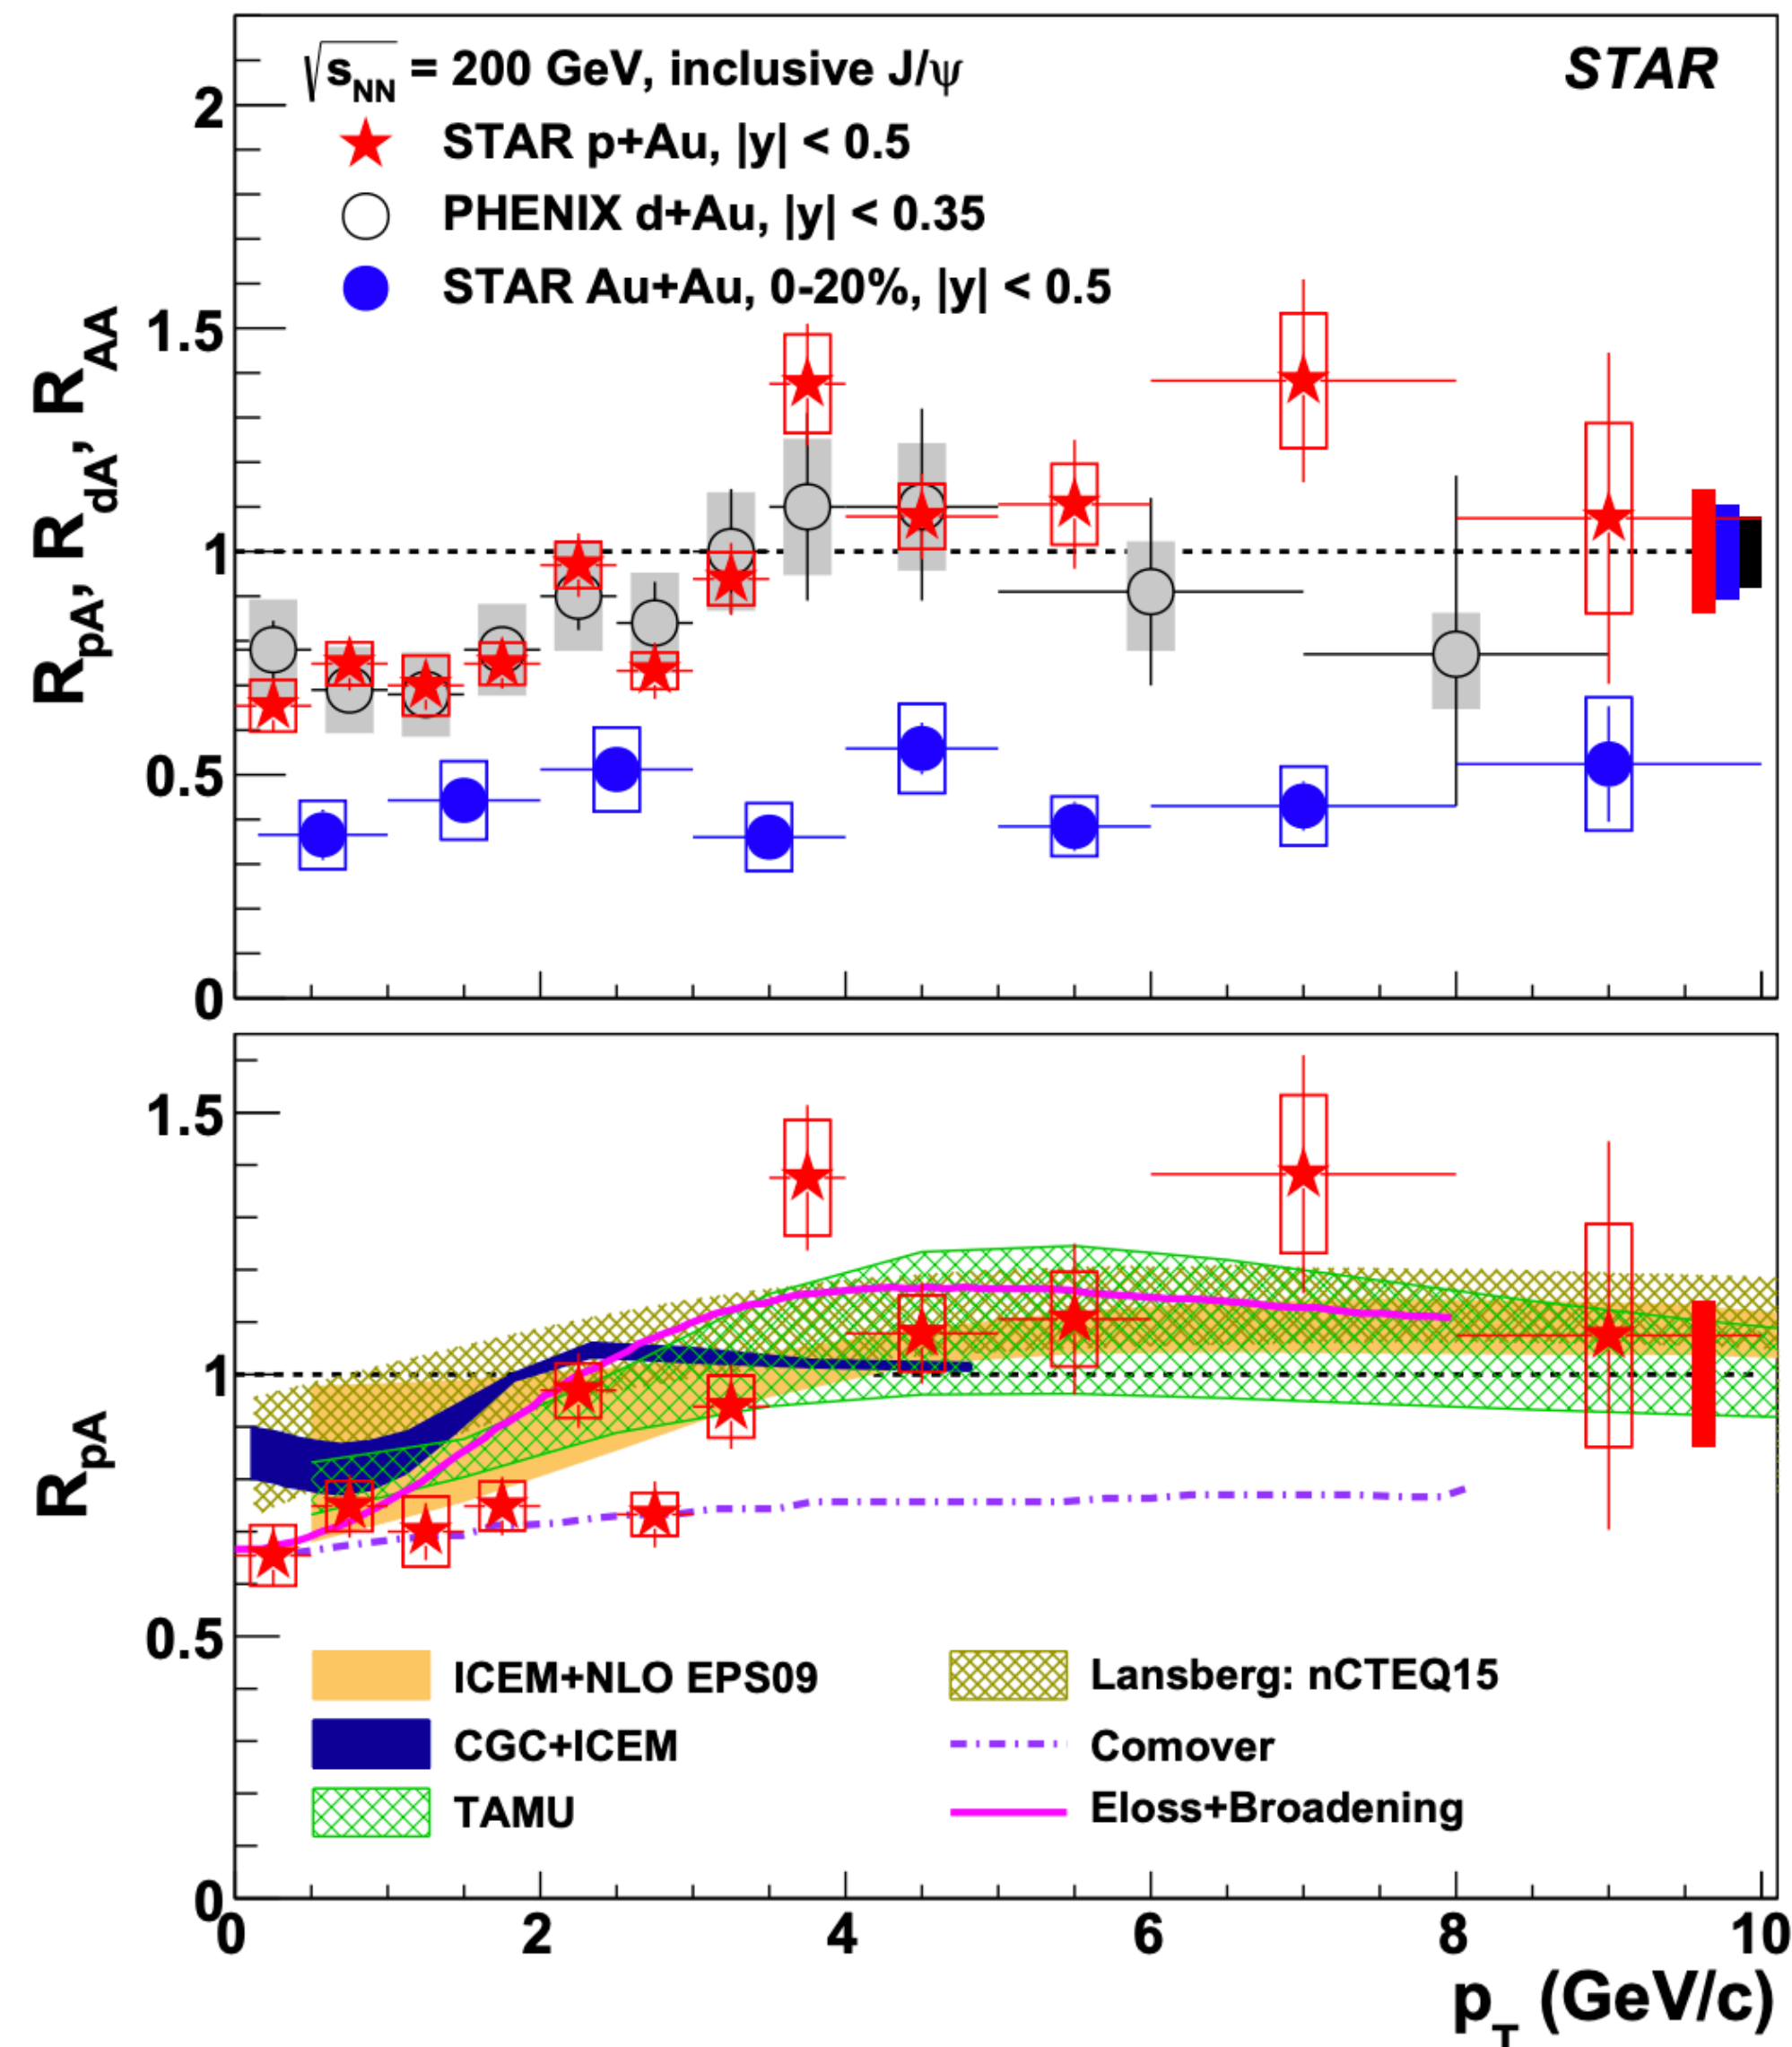 √sNN = 200 GeV, inclusive J/ψ
STAR
STAR p+Au, |y| < 0.5
PHENIX d+Au, |y| < 0.35
STAR Au+Au, 0-20%, |y| < 0.5
RpA, RdA, RAA
2
1.5
1
0.5
0
RpA
1.5
1
0.5
0
ICEM+NLO EPS09
CGC+ICEM
TAMU
Lansberg: nCTEQ15
Comover
Eloss+Broadening
0 2 4 6 8 10
pT (GeV/c)